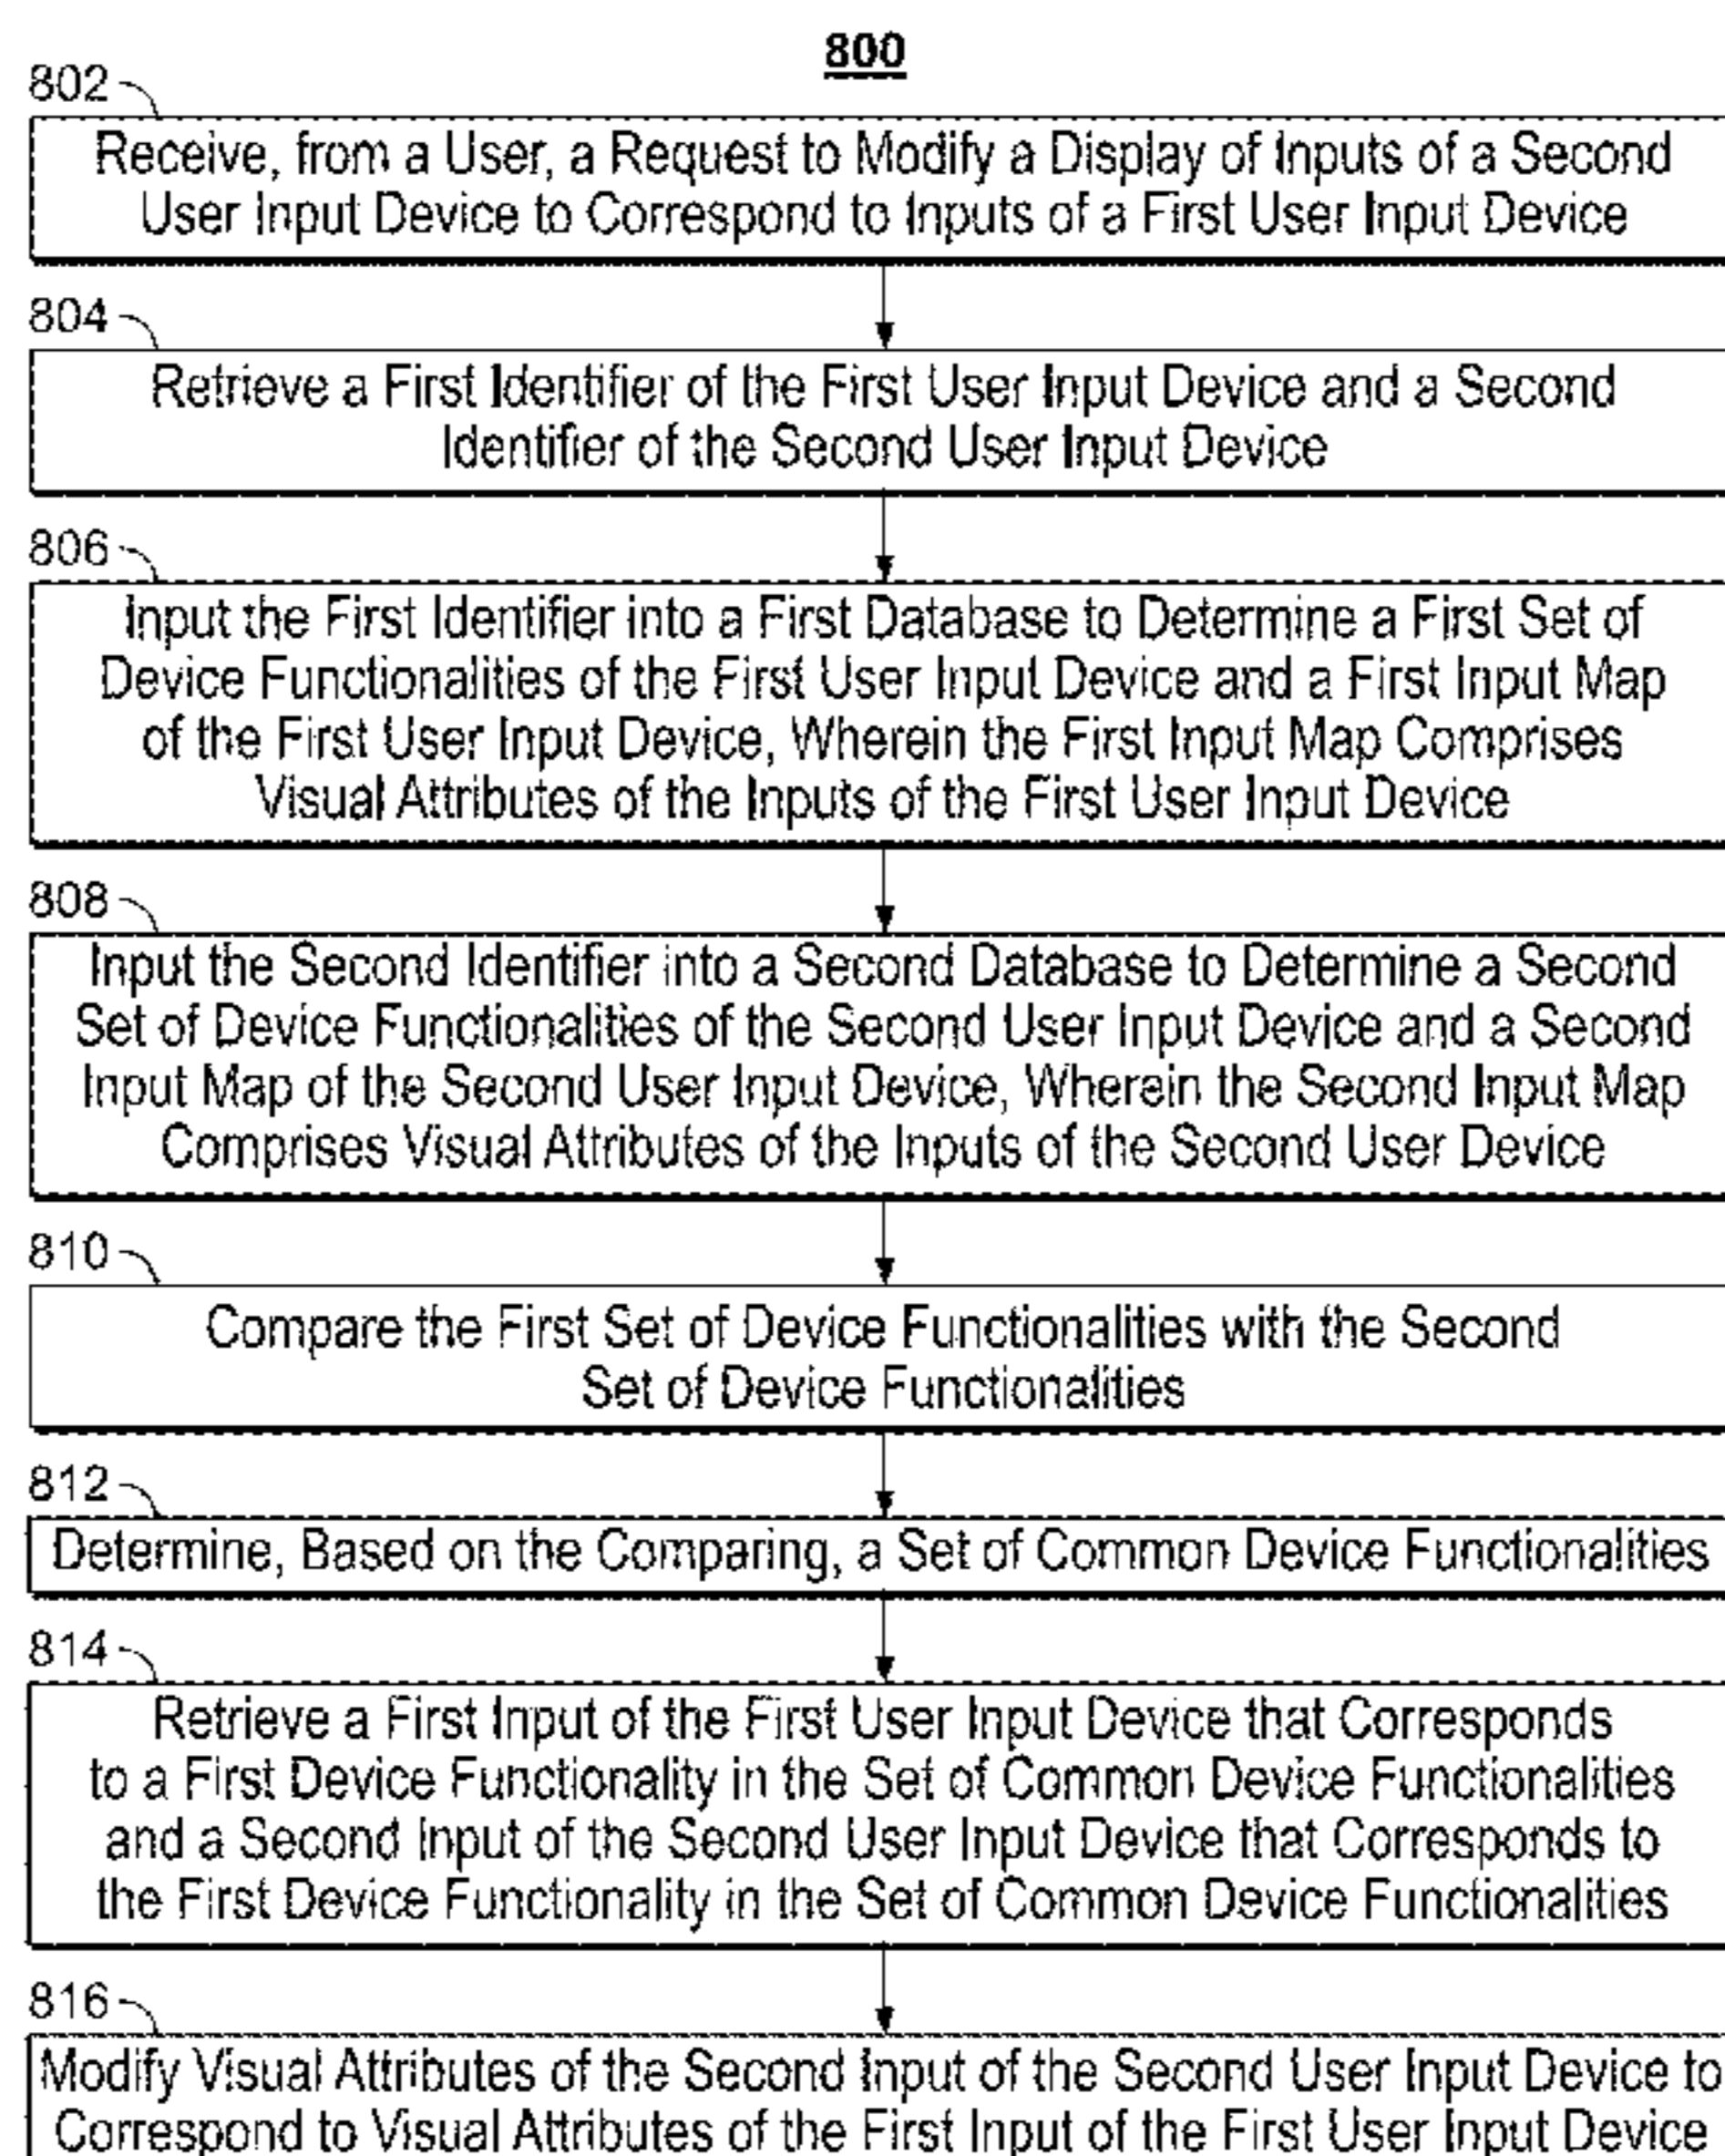 800
802
Receive, from a User, a Request to Modify a Display of Inputs of a Second
User Input Device to Correspond to Inputs of a First User Input Device
804
Retrieve a First Identifier of the First User Input Device and a Second
Identifier of the Second User Input Device
806
Input the First Identifier into a First Database to Determine a First Set of
Device Functionalities of the First User Input Device and a First Input Map
of the First User Input Device, Wherein the First Input Map Comprises
Visual Attributes of the Inputs of the First User Input Device
808
Input the Second Identifier into a Second Database to Determine a Second
Set of Device Functionalities of the Second User Input Device and a Second
Input Map of the Second User Input Device, Wherein the Second Input Map
Comprises Visual Attributes of the Inputs of the Second User Device
810
Compare the First Set of Device Functionalities with the Second
Set of Device Functionalities
812
Determine, Based on the Comparing, a Set of Common Device Functionalities
814
Retrieve a First Input of the First User Input Device that Corresponds
to a First Device Functionality in the Set of Common Device Functionalities
and a Second Input of the Second User Input Device that Corresponds to
the First Device Functionality in the Set of Common Device Functionalities
816
Modify Visual Attributes of the Second Input of the Second User Input Device to
Correspond to Visual Attributes of the First Input of the First User Input Device